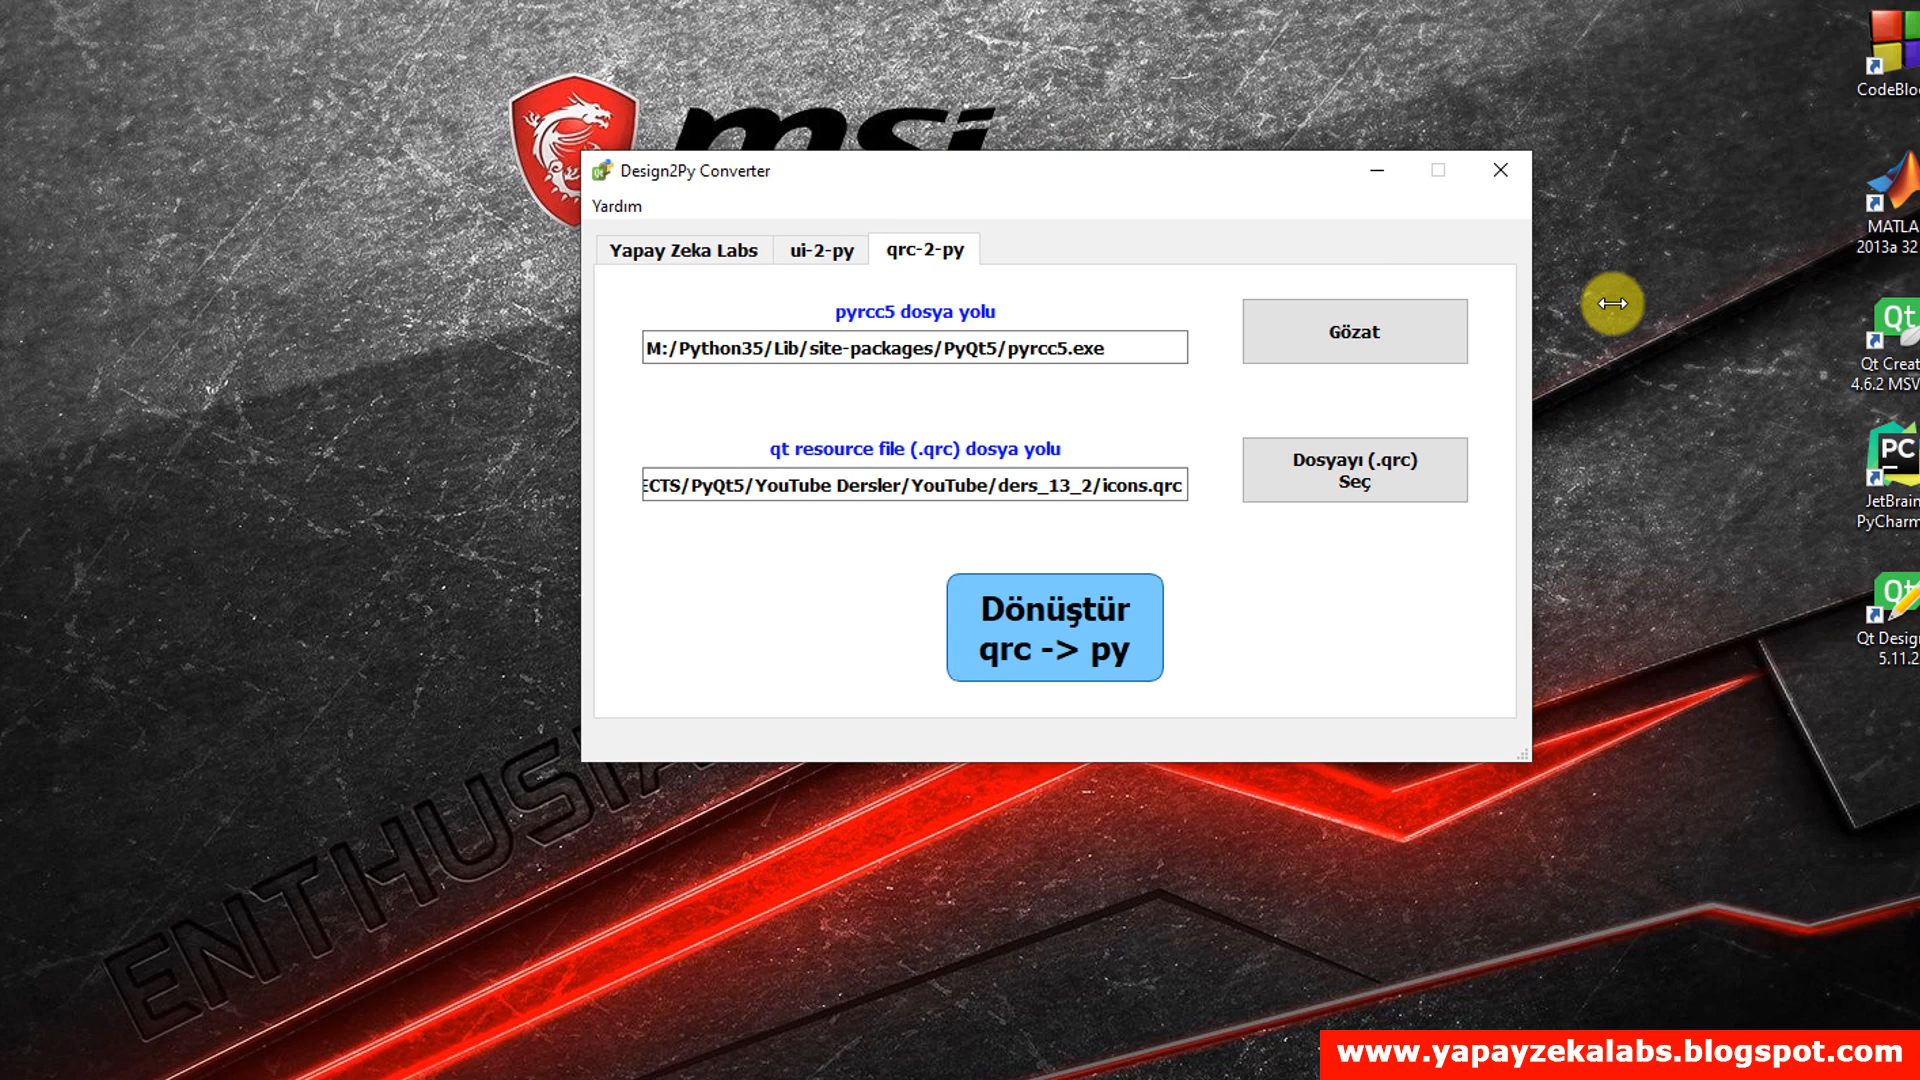 msi
Design2Py Converter
Yardım
Yapay Zeka Labs
ui-2-py
qrc-2-py
pyrcc5 dosya yolu
M:/Python35/Lib/site-packages/PyQt5/pyrcc5.exe
Gözat
qt resource file (.qrc) dosya yolu
ECTS/PyQt5/YouTube Dersler/YouTube/ders_13_2/icons.qrc
Dosyayı (.qrc)
Seç
Dönüştür
qrc -> py
CodeBloc
MATLA
2013a 32
Qt
Qt Creat
4.6.2 MSV
PC
JetBrain
PyCharm
Qt
Qt Design
5.11.2
ENTHUSIA
www.yapayzekalabs.blogspot.com